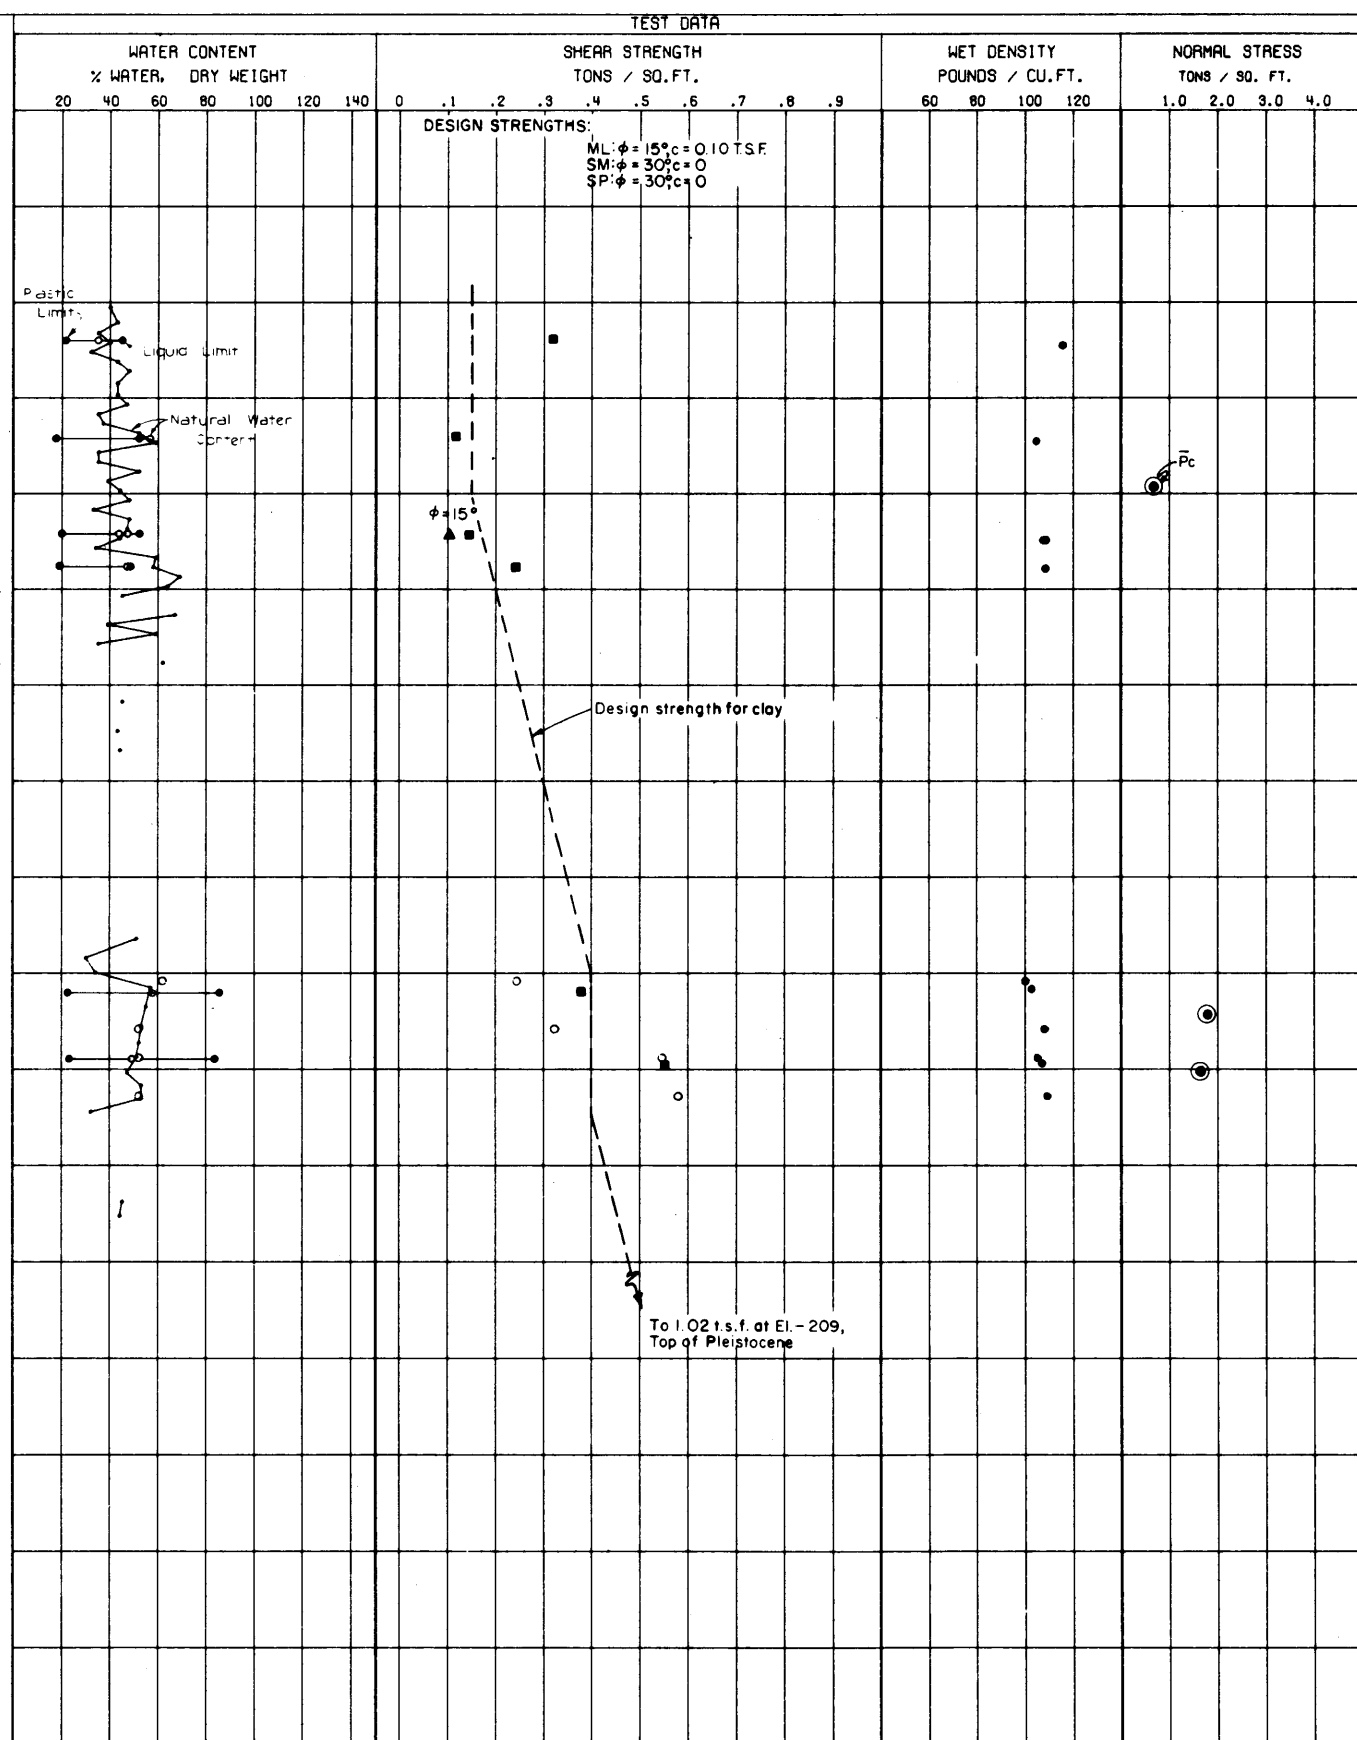 TEST DATA
WATER CONTENT
% WATER, DRY WEIGHT
SHEAR STRENGTH
TONS / SQ.FT.
WET DENSITY
POUNDS / CU.FT.
NORMAL STRESS
TONS / SQ. FT.
20 40 60 80 100 120 140
0 .1 .2 .3 .4 .5 .6 .7 .8 .9
60 80 100 120
1.0 2.0 3.0 4.0
DESIGN STRENGTHS:
ML: φ = 15°, c = 0.10 T.S.F.
SM: φ = 30°, c = 0
SP: φ = 30°, c = 0
Plastic
Limit
Liquid Limit
Natural Water
Content
P̄c
φ = 15°
Design strength for clay
To 1.02 t.s.f. at El. - 209,
Top of Pleistocene